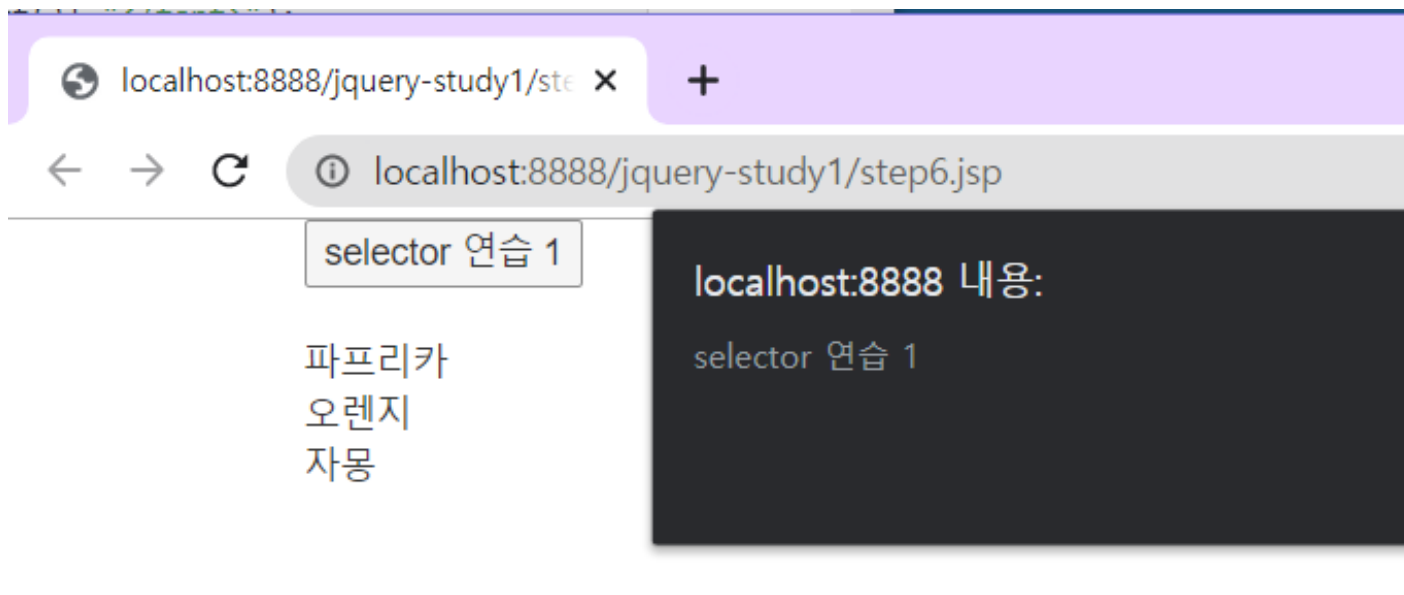 localhost:8888/jquery-study1/ste
localhost:8888/jquery-study1/step6.jsp
selector 연습 1
localhost:8888 내용:
selector 연습 1
파프리카
오렌지
자몽